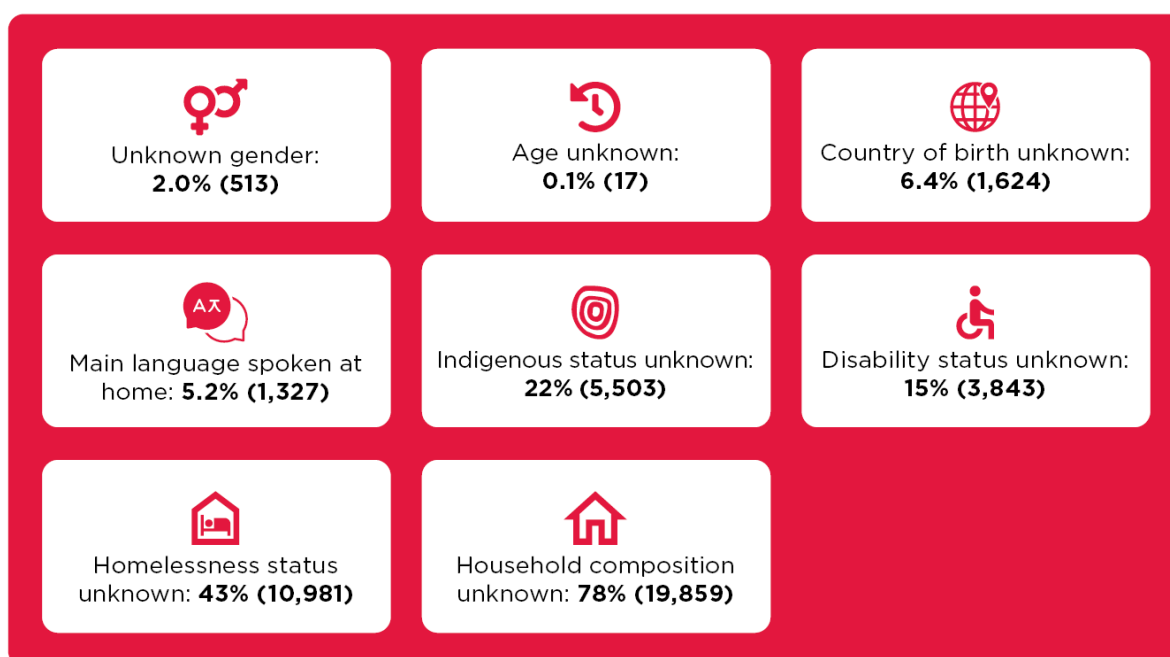 Unknown gender:
2.0% (513)
Age unknown:
0.1% (17)
Country of birth unknown:
6.4% (1,624)
Main language spoken at
home: 5.2% (1,327)
Indigenous status unknown:
22% (5,503)
Disability status unknown:
15% (3,843)
Homelessness status
unknown: 43% (10,981)
Household composition
unknown: 78% (19,859)